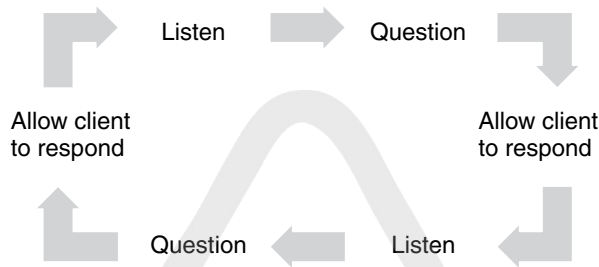 Listen
Question
Allow client
to respond
Allow client
to respond
Question
Listen